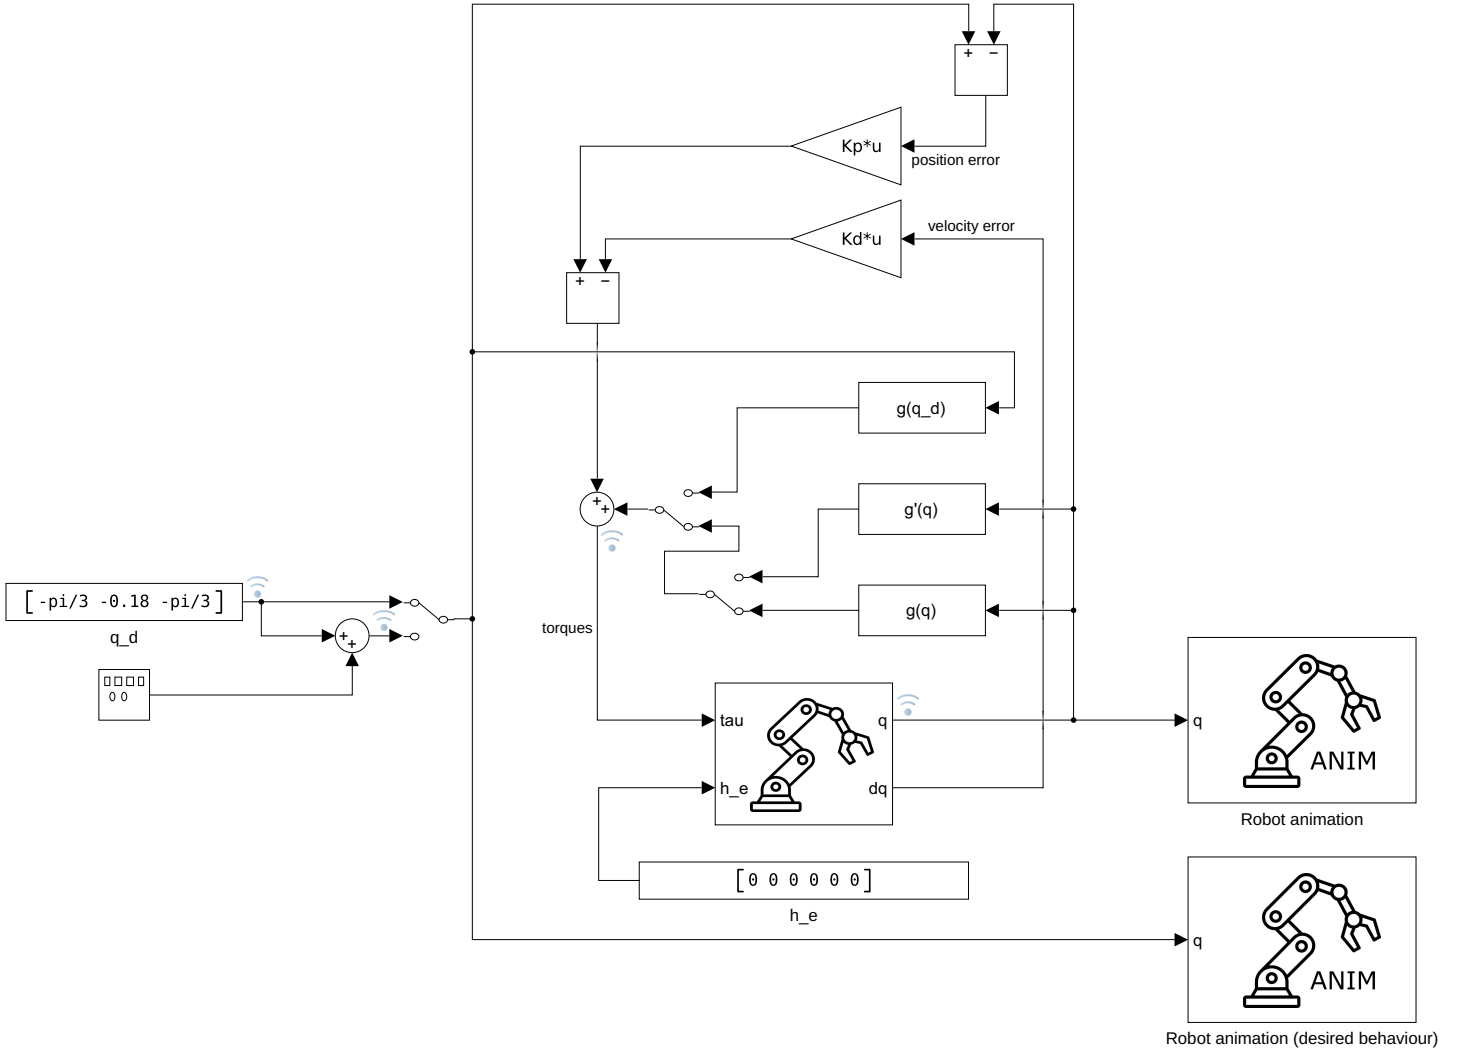 + −
Kp*u
position error
Kd*u
velocity error
+ −
g(q_d)
+
+
g'(q)
g(q)
[-pi/3 -0.18 -pi/3]
q_d
+
+
torques
tau
h_e
q
dq
q
ANIM
Robot animation
[0 0 0 0 0 0]
h_e
q
ANIM
Robot animation (desired behaviour)